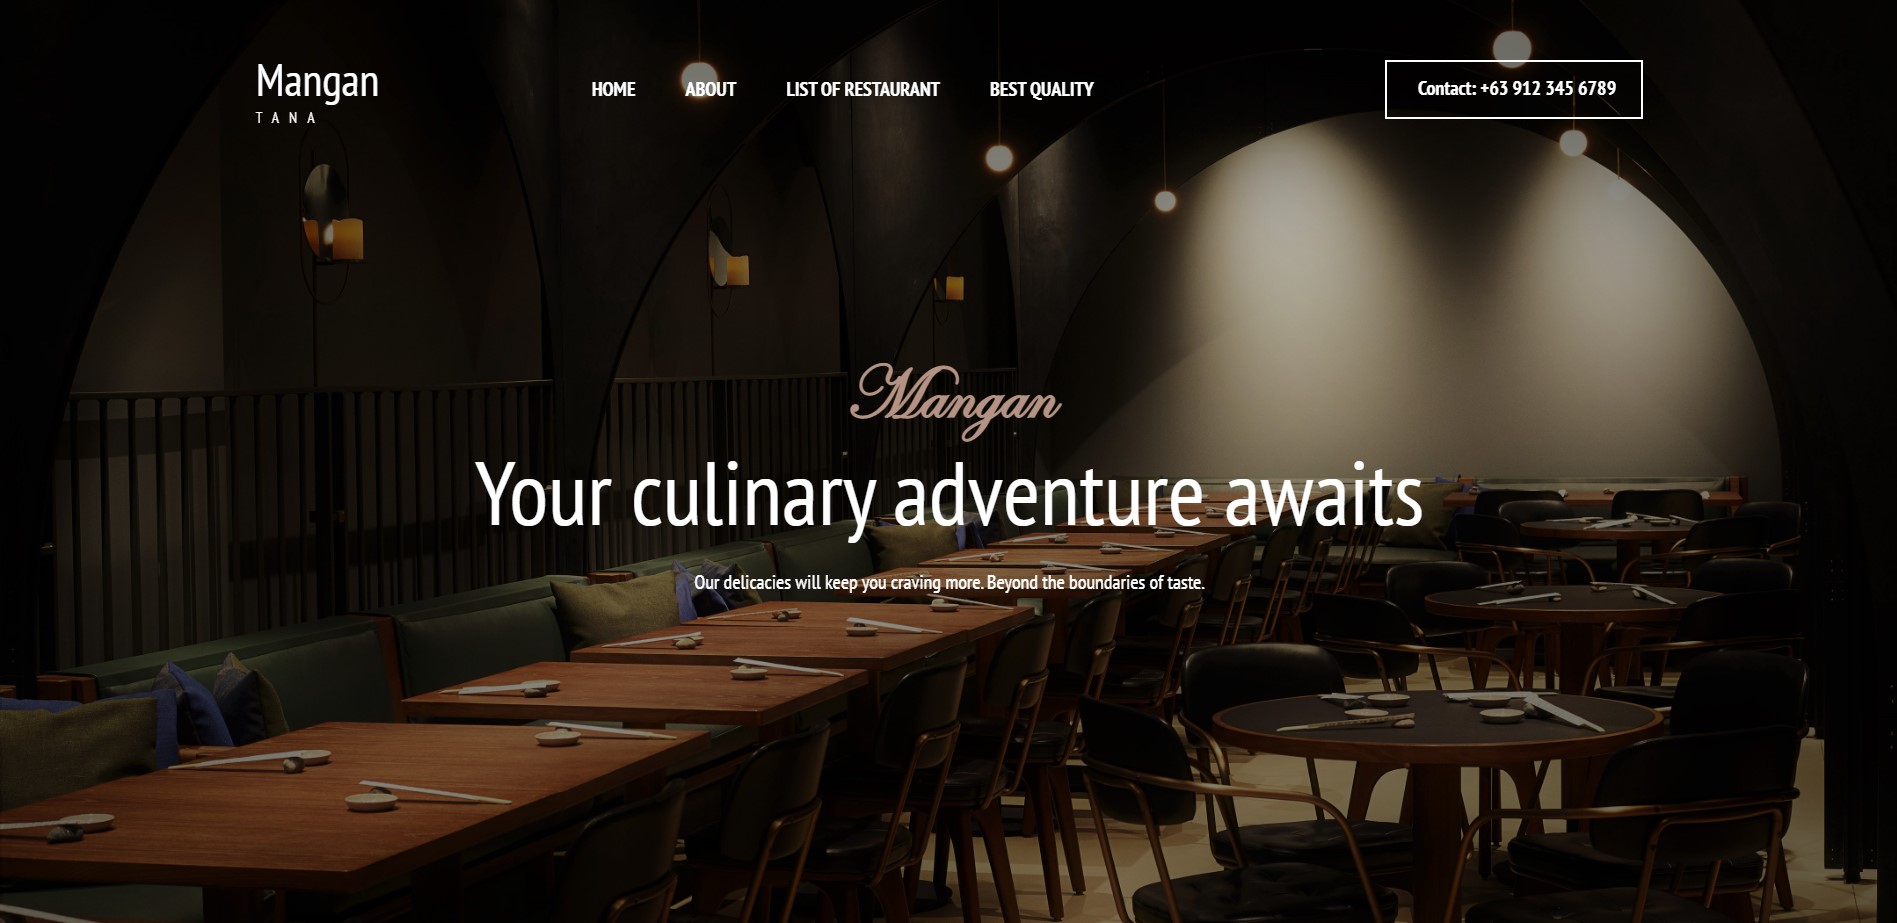 Mangan
TANA
HOME ABOUT LIST OF RESTAURANT BEST QUALITY
Contact: +63 912 345 6789
Mangan
Your culinary adventure awaits
Our delicacies will keep you craving more. Beyond the boundaries of taste.